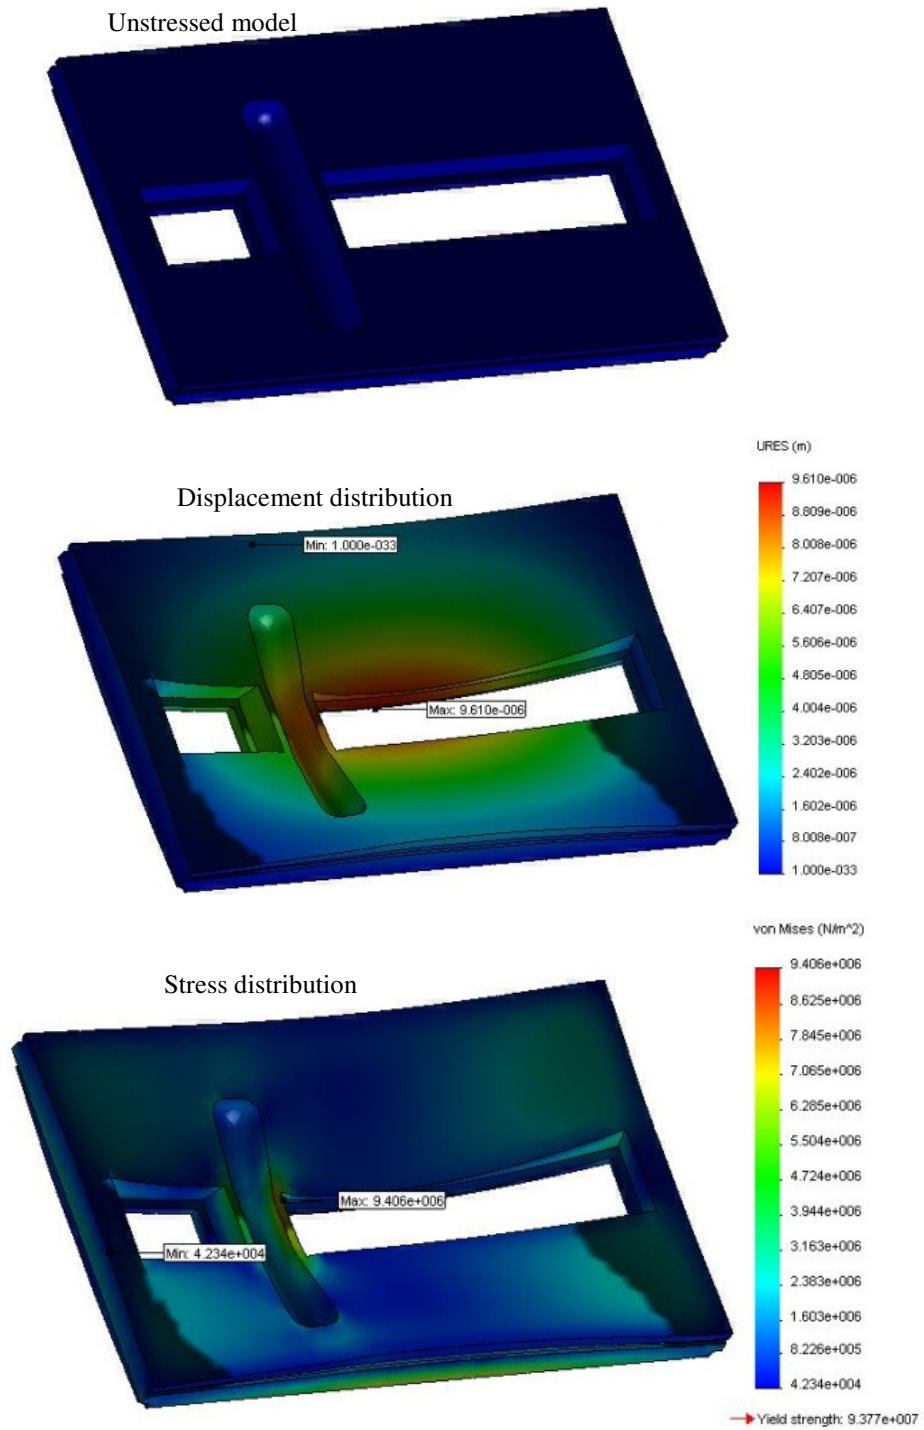 Unstressed model
URES (m)
Displacement distribution
9.610e-006
8.809e-006
8.008e-006
7.207e-006
6.407e-006
5.606e-006
4.805e-006
4.004e-006
3.203e-006
2.402e-006
1.602e-006
8.008e-007
1.000e-033
Min: 1.000e-033
Max: 9.610e-006
von Mises (N/m^2)
Stress distribution
9.406e+006
8.625e+006
7.845e+006
7.065e+006
6.285e+006
5.504e+006
4.724e+006
3.944e+006
3.163e+006
2.383e+006
1.603e+006
8.226e+005
4.234e+004
Max: 9.406e+006
Min: 4.234e+004
Yield strength: 9.377e+007